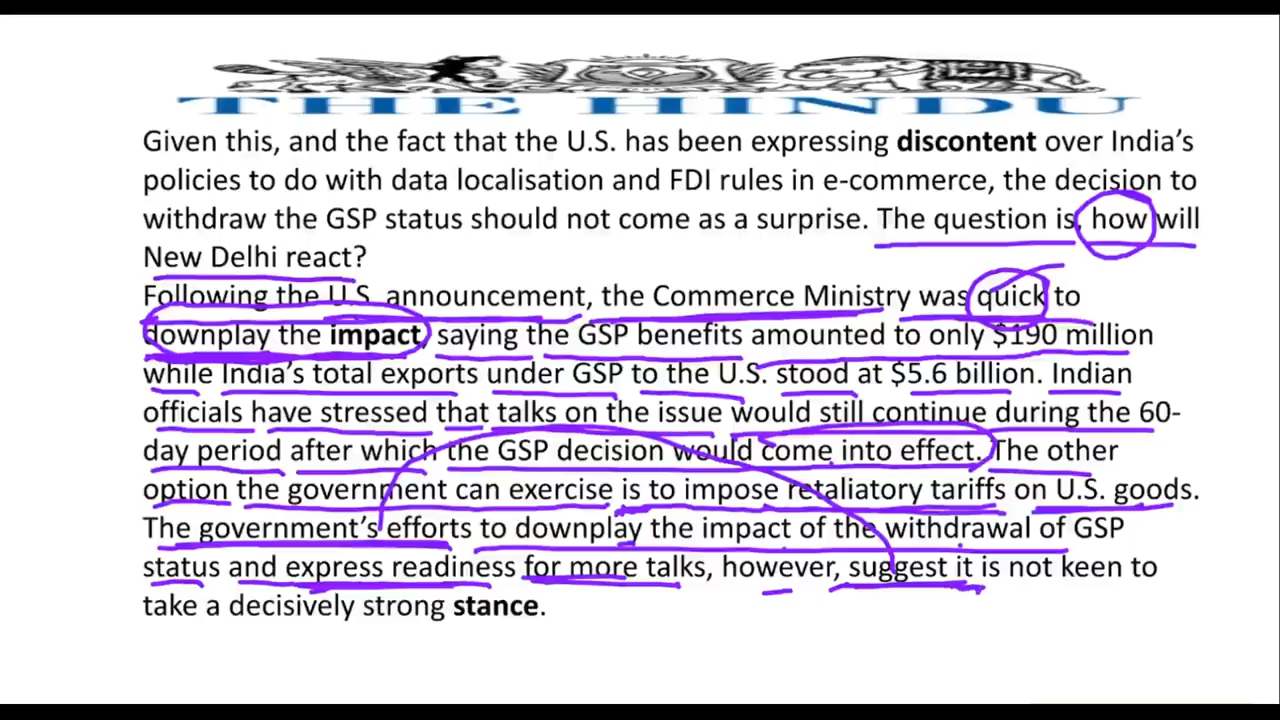 THE HINDU
Given this, and the fact that the U.S. has been expressing discontent over India's
policies to do with data localisation and FDI rules in e-commerce, the decision to
withdraw the GSP status should not come as a surprise. The question is, how will
New Delhi react?
Following the U.S. announcement, the Commerce Ministry was quick to
downplay the impact, saying the GSP benefits amounted to only $190 million
while India's total exports under GSP to the U.S. stood at $5.6 billion. Indian
officials have stressed that talks on the issue would still continue during the 60-
day period after which the GSP decision would come into effect. The other
option the government can exercise is to impose retaliatory tariffs on U.S. goods.
The government's efforts to downplay the impact of the withdrawal of GSP
status and express readiness for more talks, however, suggest it is not keen to
take a decisively strong stance.